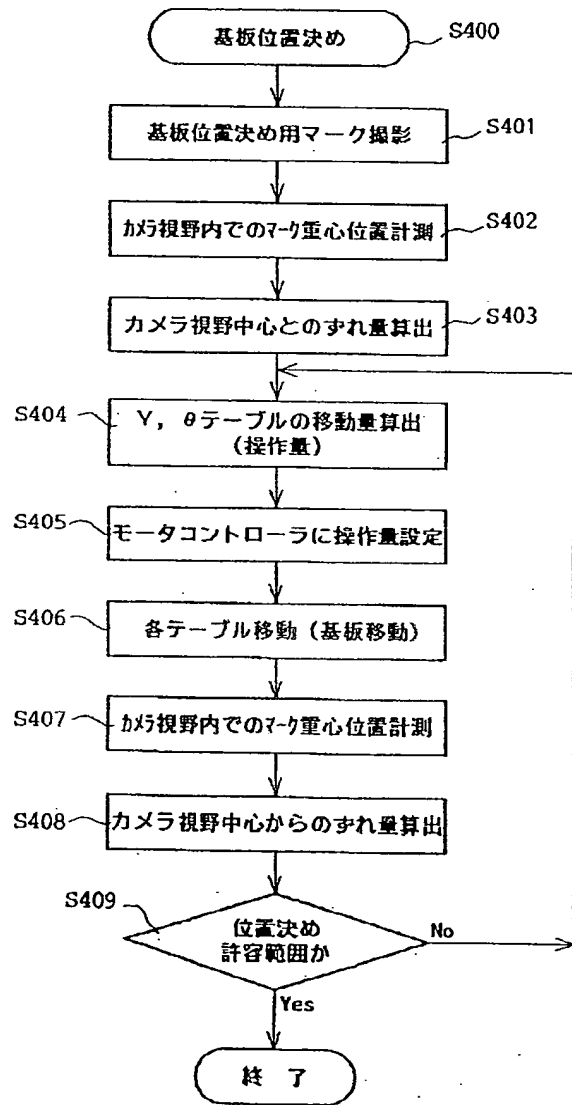 基板位置決め
S400
基板位置決め用マーク撮影
S401
ｶﾒﾗ視野内でのﾏｰｸ重心位置計測
S402
カメラ視野中心とのずれ量算出
S403
S404
Y，θテーブルの移動量算出
（操作量）
S405
モータコントローラに操作量設定
S406
各テーブル移動（基板移動）
S407
ｶﾒﾗ視野内でのﾏｰｸ重心位置計測
S408
カメラ視野中心からのずれ量算出
S409
位置決め
許容範囲か
No
Yes
終 了